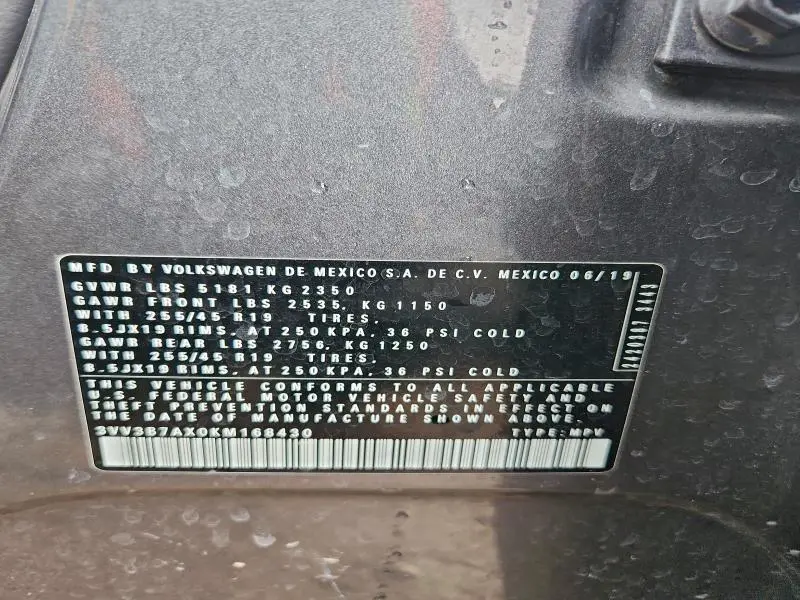 MFD BY VOLKSWAGEN DE MEXICO S.A. DE C.V. MEXICO 06/19
GVWR LBS 5181 KG 2350
GAWR FRONT LBS 2535, KG 1150
WITH 255/45 R19 TIRES,
8.5JX19 RIMS, AT 250 KPA, 36 PSI COLD
GAWR REAR LBS 2756, KG 1250
WITH 255/45 R19 TIRES,
8.5JX19 RIMS, AT 250 KPA, 36 PSI COLD
THIS VEHICLE CONFORMS TO ALL APPLICABLE
U.S. FEDERAL MOTOR VEHICLE SAFETY AND
THEFT PREVENTION STANDARDS IN EFFECT ON
THE DATE OF MANUFACTURE SHOWN ABOVE.
3VV3B7AX0KM168430 TYPE:MPV
2420387 3443